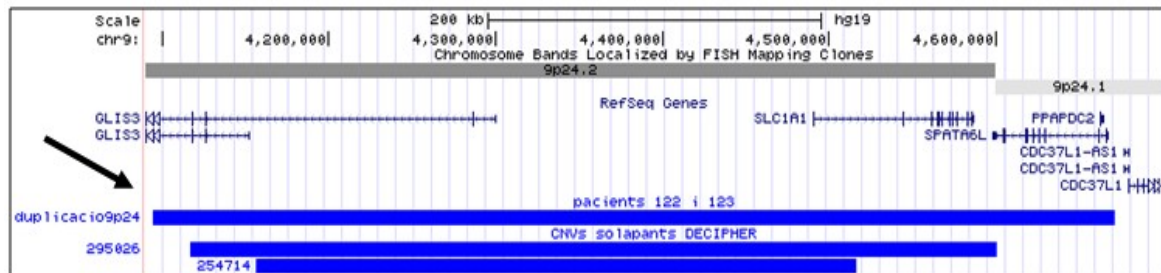 Scale 200 kb hg19
chr9: 4,200,000 4,300,000 4,400,000 4,500,000 4,600,000
Chromosome Bands Localized by FISH Mapping Clones
9p24.2
9p24.1
RefSeq Genes
GLIS3 SLC1A1 PPAPDC2
GLIS3 SPATA6L
CDC37L1-AS1
CDC37L1-AS1
CDC37L1
pacients 122 i 123
duplicacio9p24
CNVs solapants DECIPHER
295026
254714